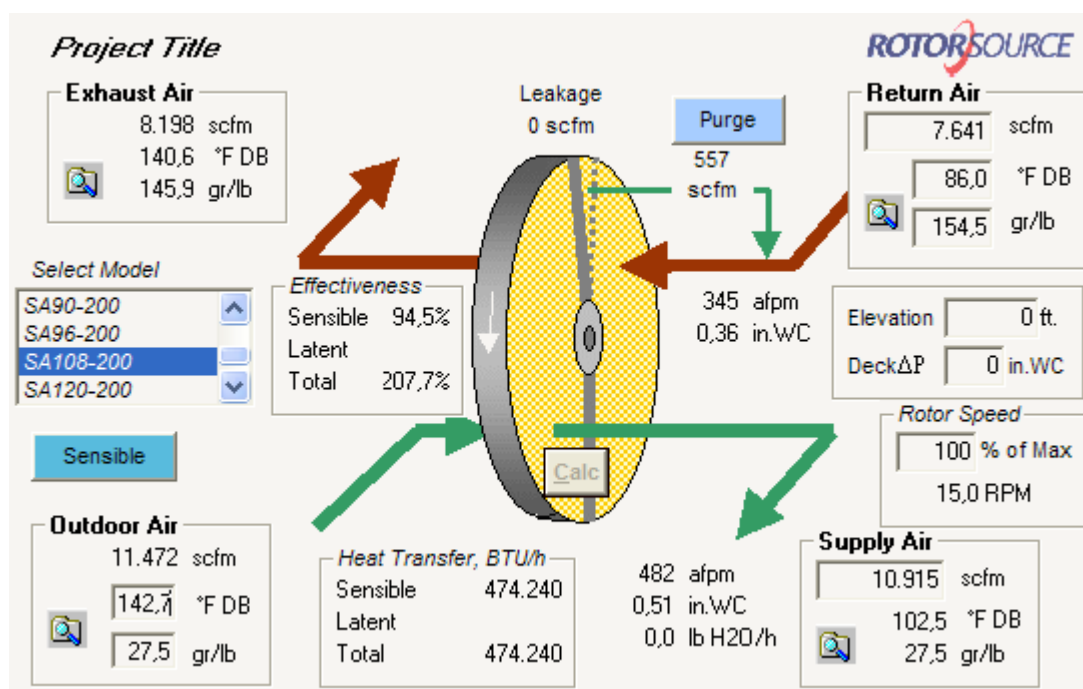 Project Title
ROTORSOURCE
Exhaust Air
8.198 scfm
140,6 °F DB
145,9 gr/lb
Leakage
0 scfm
Purge
557
scfm
Return Air
7.641 scfm
86,0 °F DB
154,5 gr/lb
Select Model
SA90-200
SA96-200
SA108-200
SA120-200
Effectiveness
Sensible 94,5%
Latent
Total 207,7%
345 afpm
0,36 in.WC
Elevation 0 ft.
Deck∆P 0 in.WC
Rotor Speed
100 % of Max
15,0 RPM
Sensible
Calc
Outdoor Air
11.472 scfm
142,7 °F DB
27,5 gr/lb
Heat Transfer, BTU/h
Sensible 474.240
Latent
Total 474.240
482 afpm
0,51 in.WC
0,0 lb H2O/h
Supply Air
10.915 scfm
102,5 °F DB
27,5 gr/lb